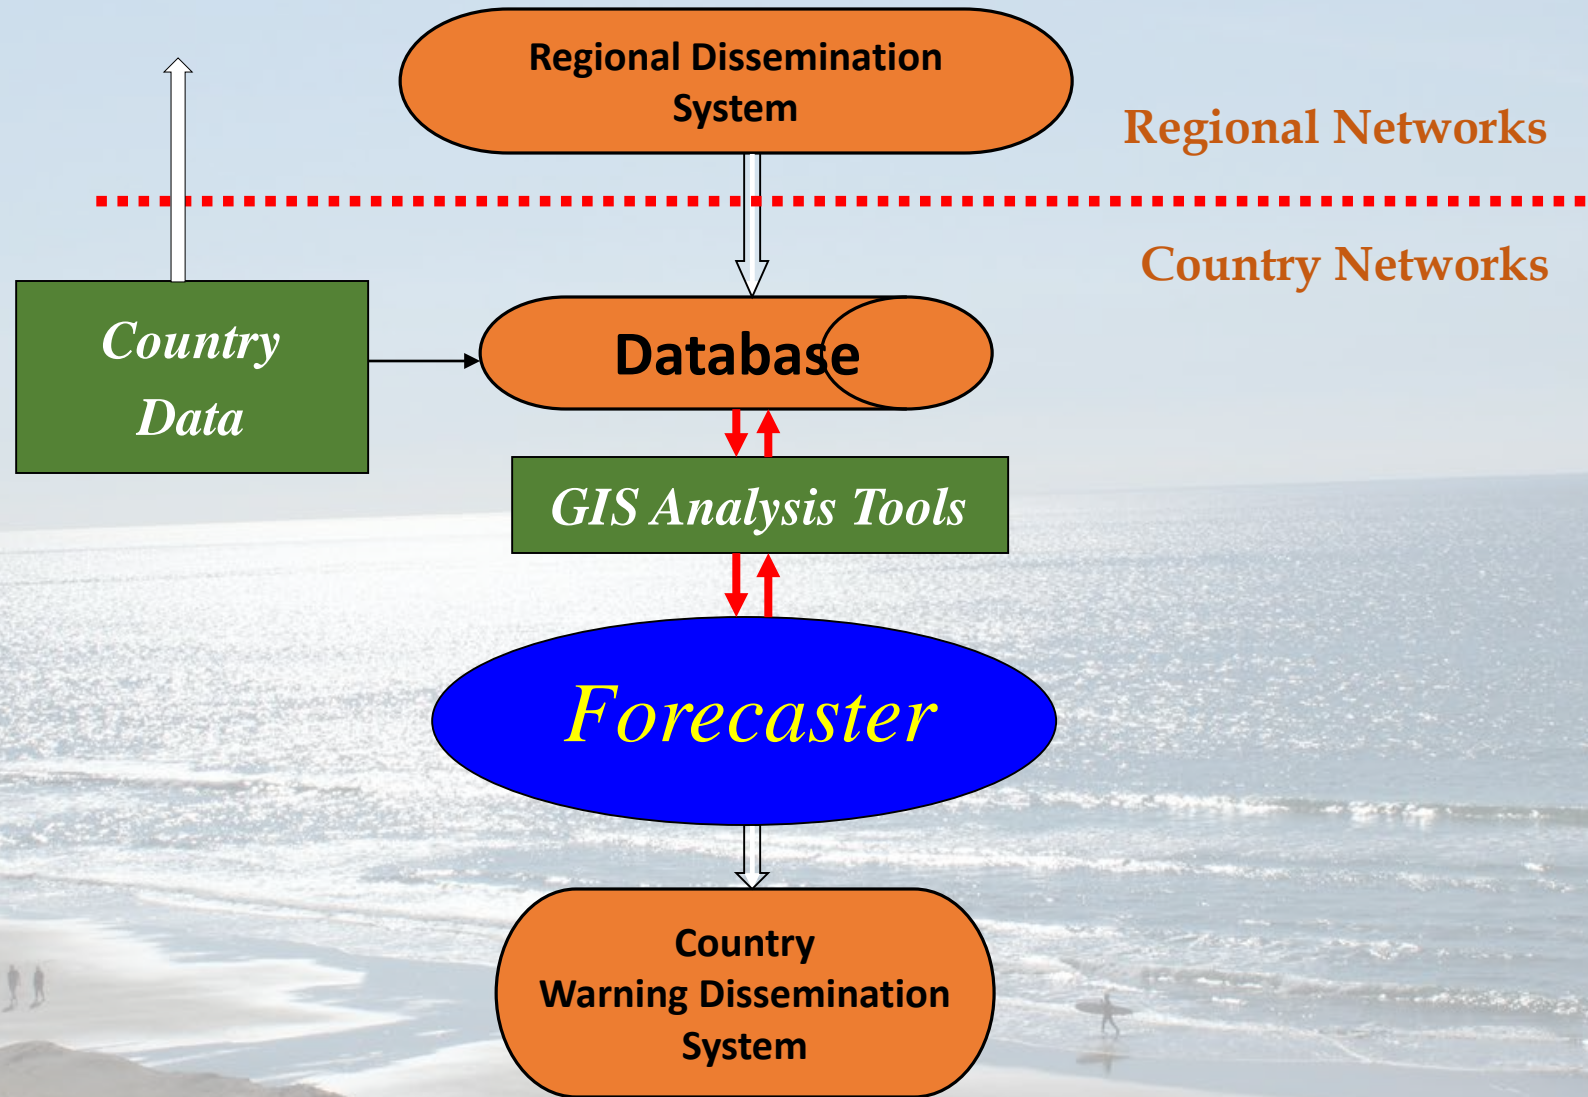 Regional Dissemination
System
Regional Networks
Country Networks
Country
Data
Database
GIS Analysis Tools
Forecaster
Country
Warning Dissemination
System